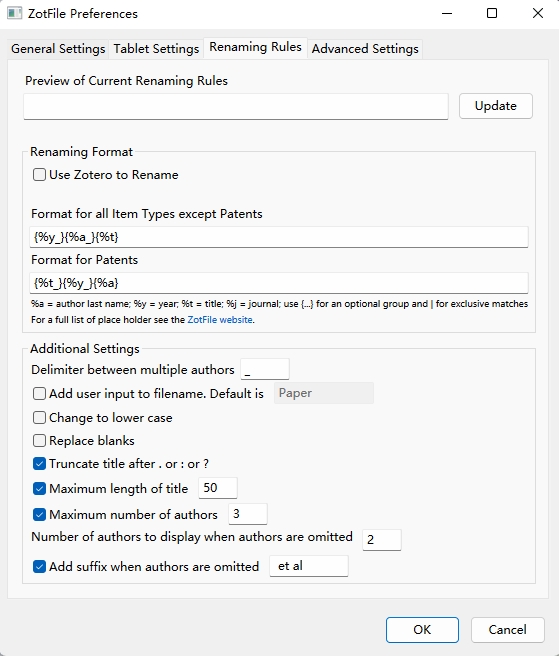 ZotFile Preferences
General Settings Tablet Settings Renaming Rules Advanced Settings
Preview of Current Renaming Rules
Update
Renaming Format
Use Zotero to Rename
Format for all Item Types except Patents
{%y_}{%a_}{%t}
Format for Patents
{%t_}{%y_}{%a}
%a = author last name; %y = year; %t = title; %j = journal; use {...} for an optional group and | for exclusive matches
For a full list of place holder see the ZotFile website.
Additional Settings
Delimiter between multiple authors _
Add user input to filename. Default is Paper
Change to lower case
Replace blanks
Truncate title after . or : or ?
Maximum length of title 50
Maximum number of authors 3
Number of authors to display when authors are omitted 2
Add suffix when authors are omitted et al
OK Cancel